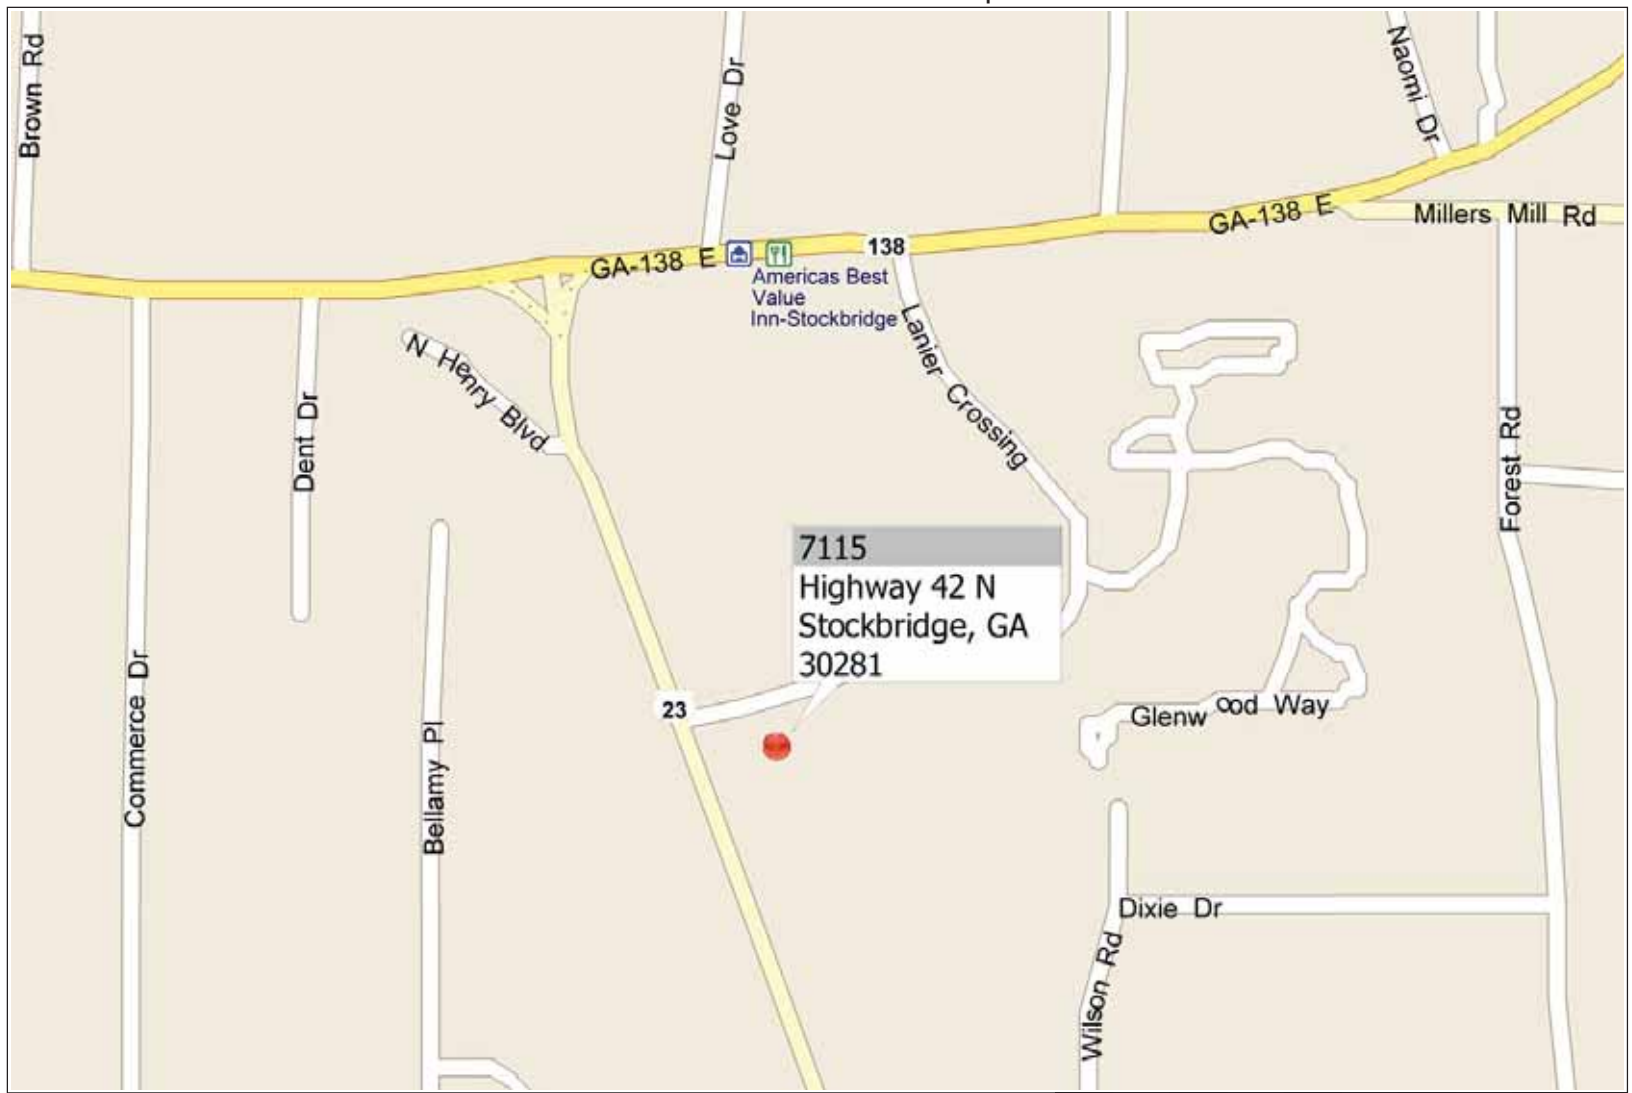 Brown Rd
Love Dr
Naomi Dr
GA-138 E
Millers Mill Rd
138
GA-138 E
Americas Best
Value
Inn-Stockbridge
Lanier Crossing
N Henry Blvd
Dent Dr
Forest Rd
7115
Highway 42 N
Stockbridge, GA
30281
Commerce Dr
23
Glenwood Way
Bellamy Pl
Dixie Dr
Wilson Rd